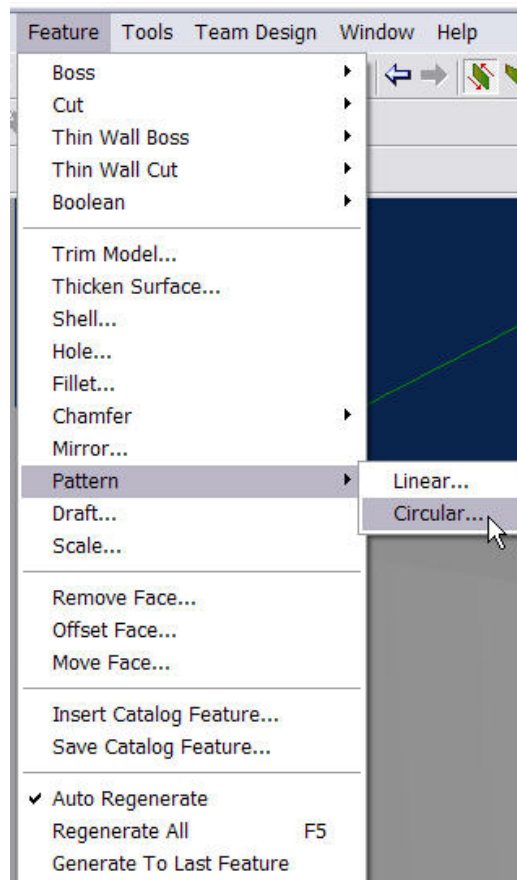 Feature Tools Team Design Window Help
Boss
Cut
Thin Wall Boss
Thin Wall Cut
Boolean
Trim Model...
Thicken Surface...
Shell...
Hole...
Fillet...
Chamfer
Mirror...
Pattern
Linear...
Draft...
Circular...
Scale...
Remove Face...
Offset Face...
Move Face...
Insert Catalog Feature...
Save Catalog Feature...
Auto Regenerate
Regenerate All F5
Generate To Last Feature